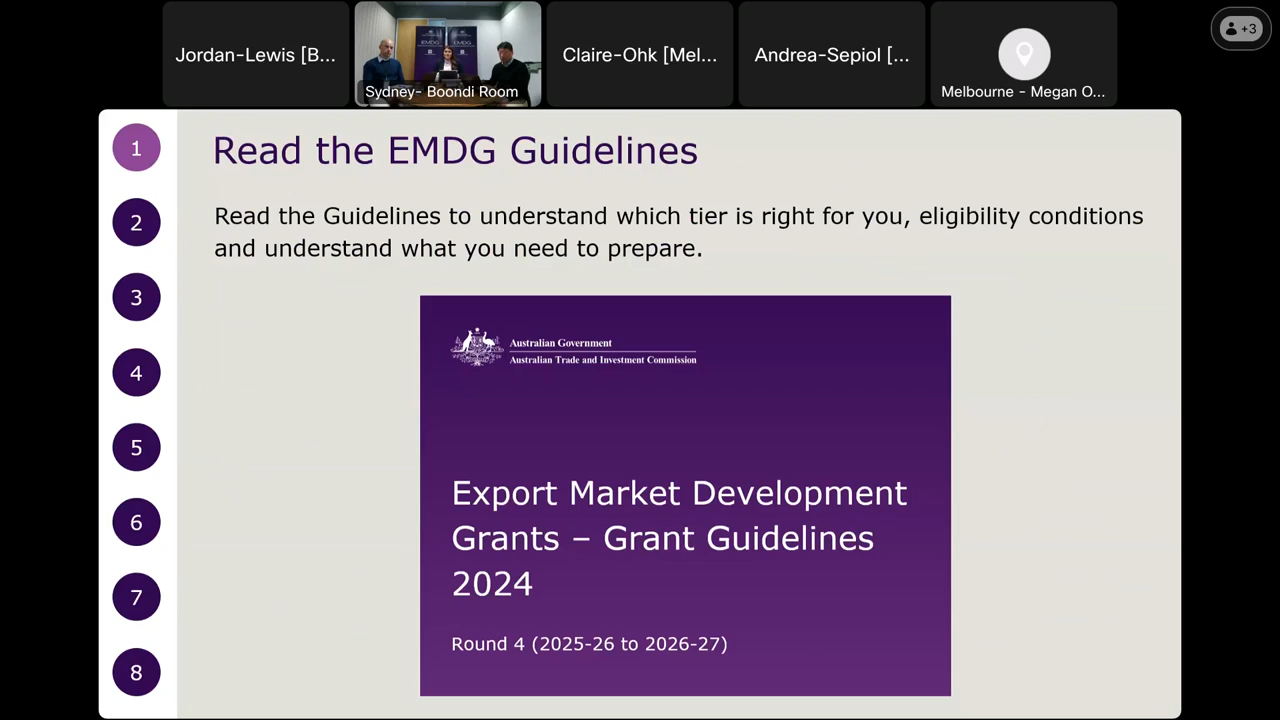 Jordan-Lewis [B...
EMDG
EMDG
Sydney- Boondi Room
Claire-Ohk [Mel...
Andrea-Sepiol [...
Melbourne - Megan O...
+3
1
2
3
4
5
6
7
8
Read the EMDG Guidelines
Read the Guidelines to understand which tier is right for you, eligibility conditions
and understand what you need to prepare.
Australian Government
Australian Trade and Investment Commission
Export Market Development
Grants – Grant Guidelines
2024
Round 4 (2025-26 to 2026-27)